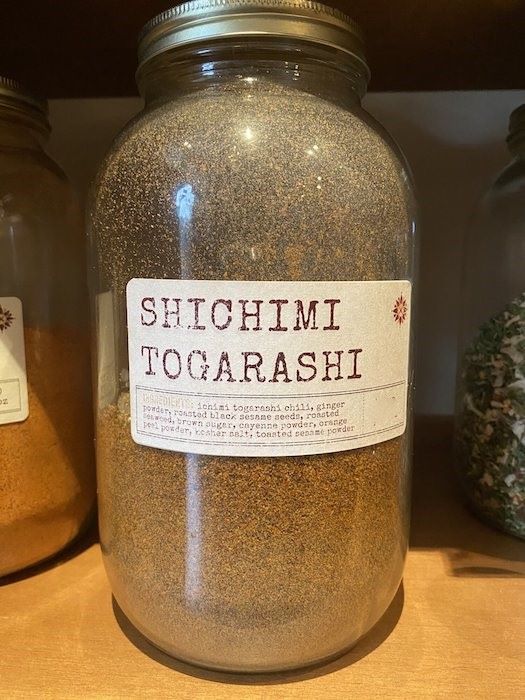 SHICHIMI
TOGARASHI
INGREDIENTS: ichimi togarashi chili, ginger
powder, roasted black sesame seeds, roasted
seaweed, brown sugar, cayenne powder, orange
peel powder, kosher salt, toasted sesame powder
oz